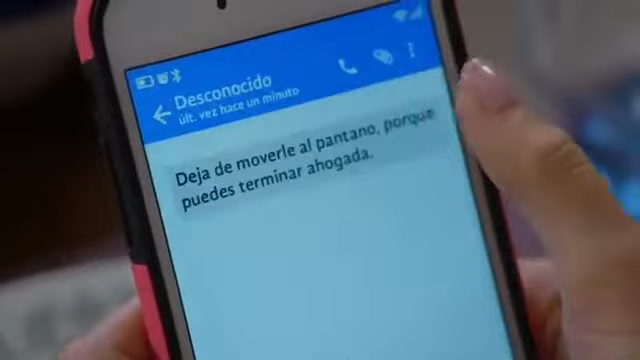 Desconocido
últ. vez hace un minuto
Deja de moverle al pantano, porque
puedes terminar ahogada.